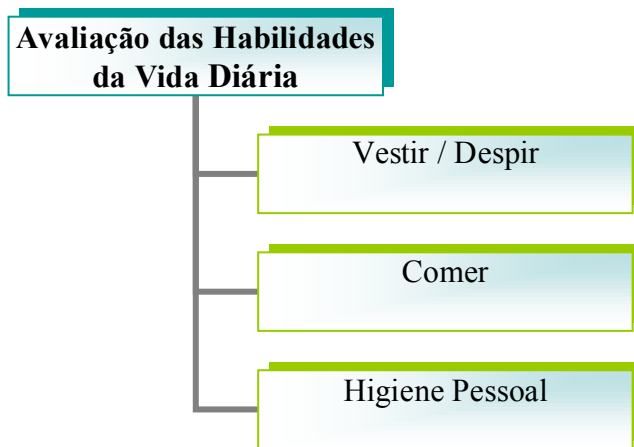 Avaliação das Habilidades
da Vida Diária
Vestir / Despir
Comer
Higiene Pessoal